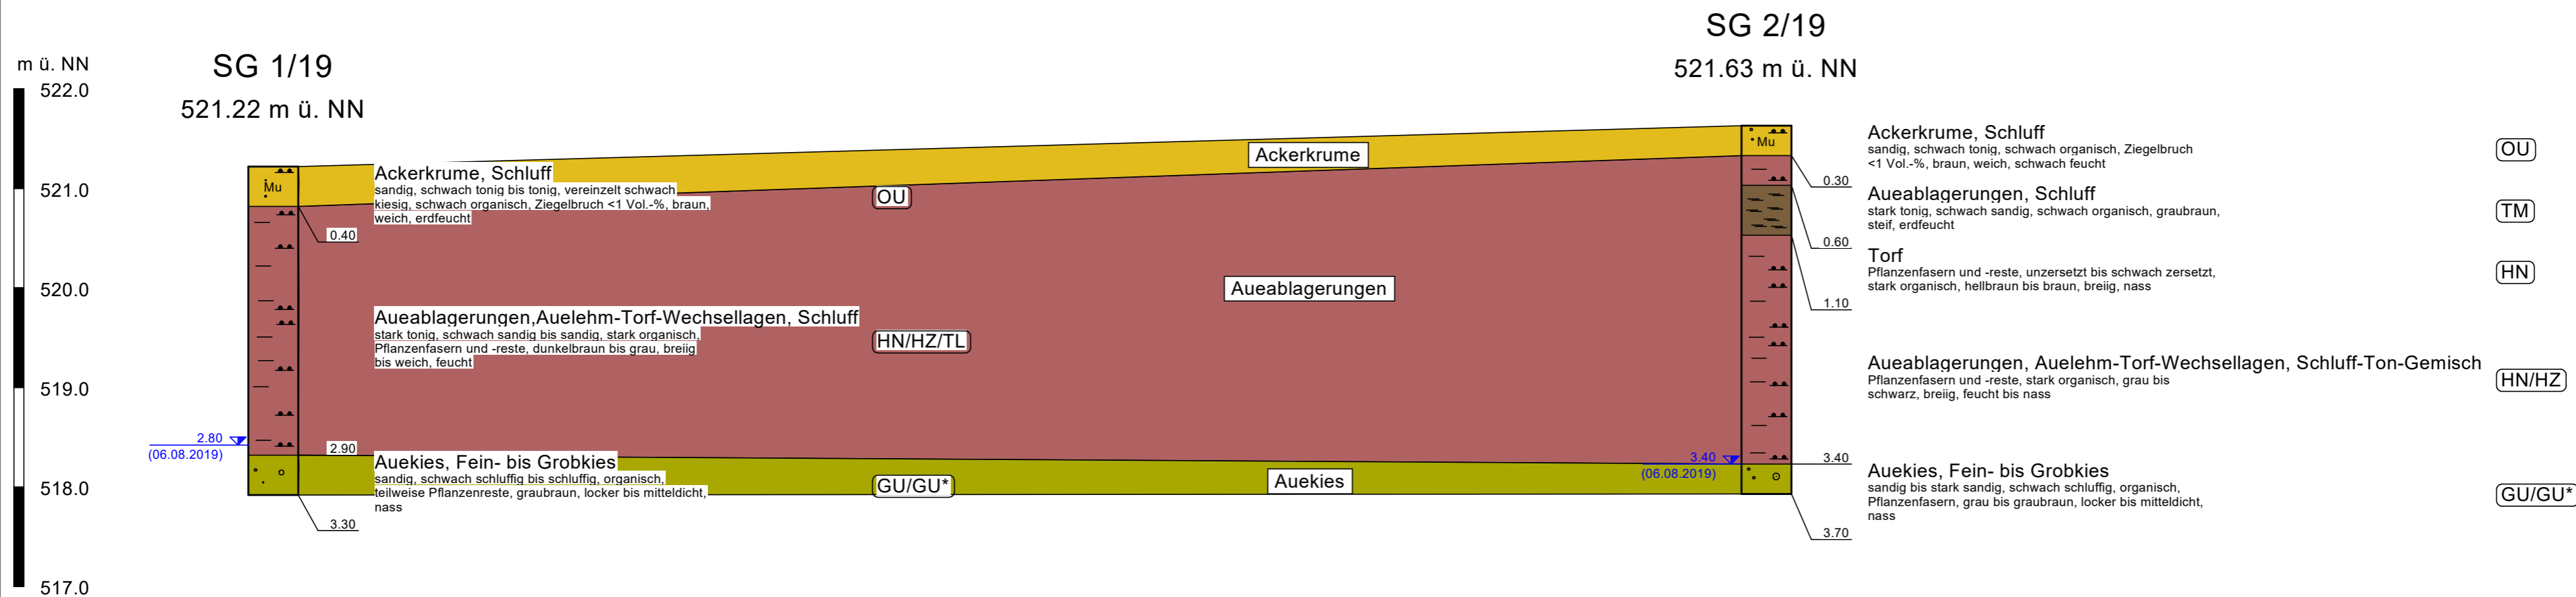 SG 2/19
521.63 m ü. NN
SG 1/19
521.22 m ü. NN
m ü. NN
522.0
521.0
520.0
519.0
518.0
517.0
Mu
0.40
2.90
3.30
2.80
(06.08.2019)
Ackerkrume, Schluff
sandig, schwach tonig bis tonig, vereinzelt schwach
kiesig, schwach organisch, Ziegelbruch <1 Vol.-%, braun,
weich, erdfeucht
OU
Aueablagerungen,Auelehm-Torf-Wechsellagen, Schluff
stark tonig, schwach sandig bis sandig, stark organisch,
Pflanzenfasern und -reste, dunkelbraun bis grau, breiig
bis weich, feucht
HN/HZ/TL
Auekies, Fein- bis Grobkies
sandig, schwach schluffig bis schluffig, organisch,
teilweise Pflanzenreste, graubraun, locker bis mitteldicht,
nass
GU/GU*
Ackerkrume
Aueablagerungen
Auekies
Mu
3.40
(06.08.2019)
0.30
0.60
1.10
3.40
3.70
Ackerkrume, Schluff
sandig, schwach tonig, schwach organisch, Ziegelbruch
<1 Vol.-%, braun, weich, schwach feucht
OU
Aueablagerungen, Schluff
stark tonig, schwach sandig, schwach organisch, graubraun,
steif, erdfeucht
TM
Torf
Pflanzenfasern und -reste, unzersetzt bis schwach zersetzt,
stark organisch, hellbraun bis braun, breiig, nass
HN
Aueablagerungen, Auelehm-Torf-Wechsellagen, Schluff-Ton-Gemisch
Pflanzenfasern und -reste, stark organisch, grau bis
schwarz, breiig, feucht bis nass
HN/HZ
Auekies, Fein- bis Grobkies
sandig bis stark sandig, schwach schluffig, organisch,
Pflanzenfasern, grau bis graubraun, locker bis mitteldicht,
nass
GU/GU*